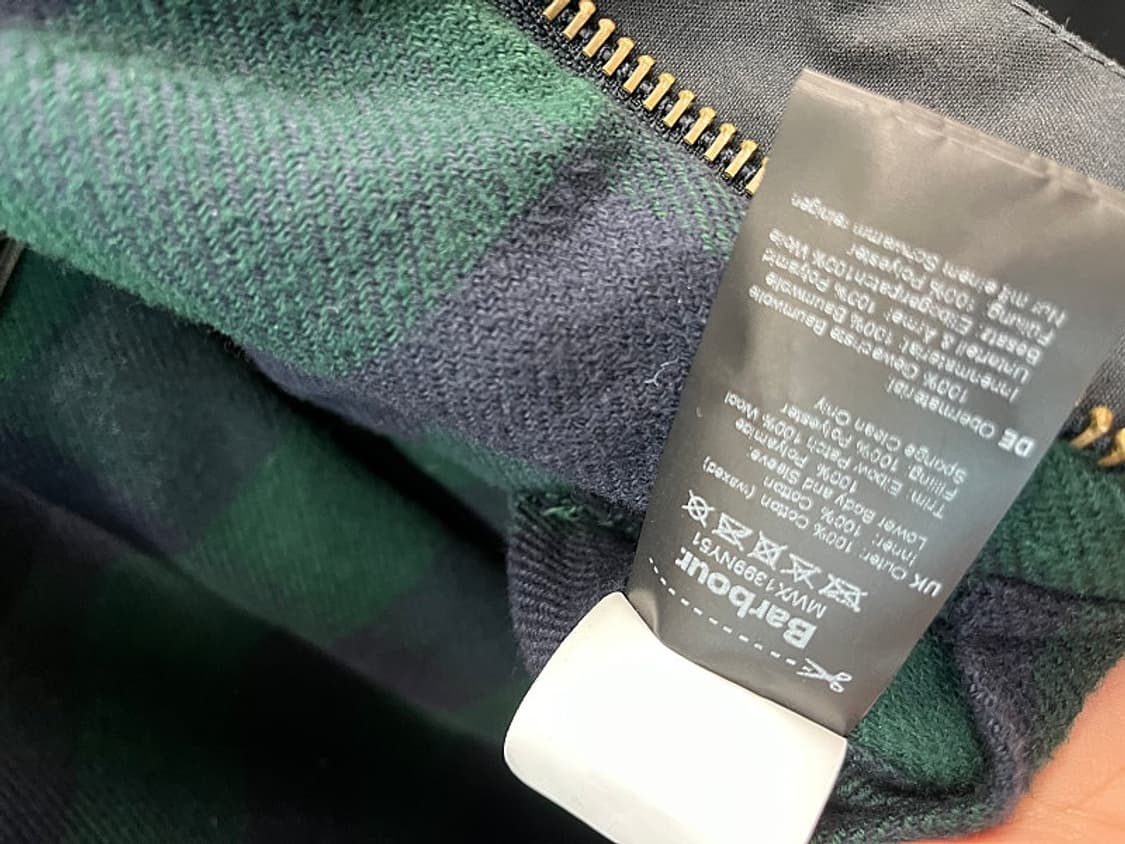 Barbour
MWX1399NY51
UK Outer: 100% Cotton (waxed)
Inner: 100% Cotton
Lower Body and Sleeve:
100% Polyamide
Trim: Elbow Patch 100% Wool
Filling: 100% Polyester
Sponge Clean Only
DE Obermaterial:
100% Gewachste Baumwolle
Innenmaterial: 100% Baumwolle
Unterteil & Ärmel: 100% Polyamid
Besatz: Elbogenpatch100% Wolle
Füllung: 100% Polyester
Nur mit einem Schwamm reinigen